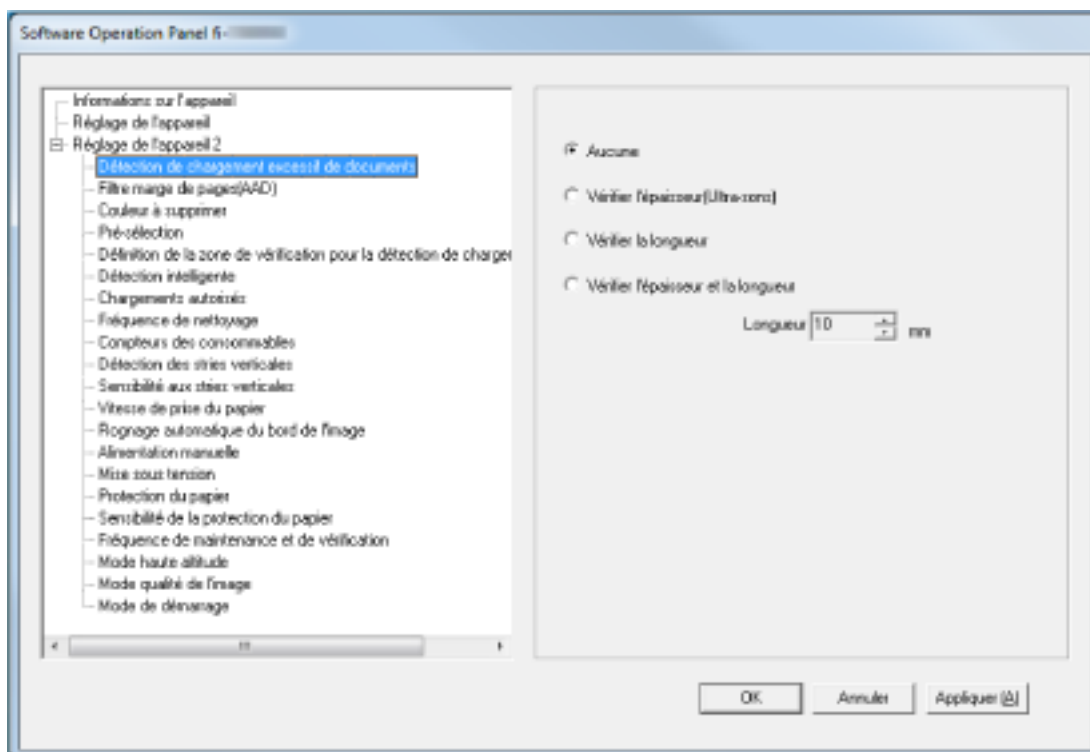 Software Operation Panel fi-
Informations sur l'appareil
Réglage de l'appareil
Réglage de l'appareil 2
Détection de chargement excessif de documents
Filtre marge de pages(AAD)
Couleur à supprimer
Pré-sélection
Définition de la zone de vérification pour la détection de charge
Détection intelligente
Chargements autorisés
Fréquence de nettoyage
Compteurs des consommables
Détection des stries verticales
Sensibilité aux stries verticales
Vitesse de prise du papier
Rognage automatique du bord de l'image
Alimentation manuelle
Mise sous tension
Protection du papier
Sensibilité de la protection du papier
Fréquence de maintenance et de vérification
Mode haute altitude
Mode qualité de l'image
Mode de démarrage
Aucune
Vérifier l'épaisseur(Ultra-sons)
Vérifier la longueur
Vérifier l'épaisseur et la longueur
Longueur 10 mm
OK Annuler Appliquer (A)